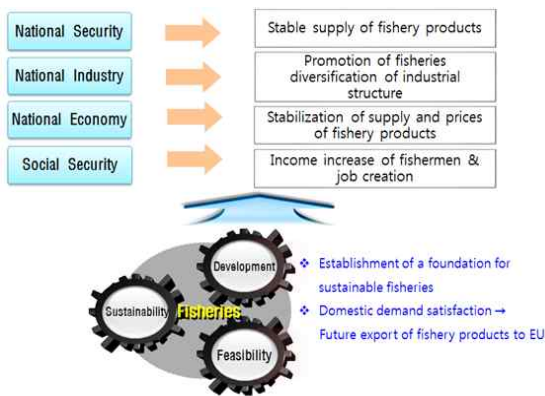 National Security
Stable supply of fishery products
National Industry
Promotion of fisheries
diversification of industrial
structure
National Economy
Stabilization of supply and prices
of fishery products
Social Security
Income increase of fishermen &
job creation
Development
Sustainability
Fisheries
Feasibility
❖ Establishment of a foundation for
sustainable fisheries
❖ Domestic demand satisfaction →
Future export of fishery products to EU